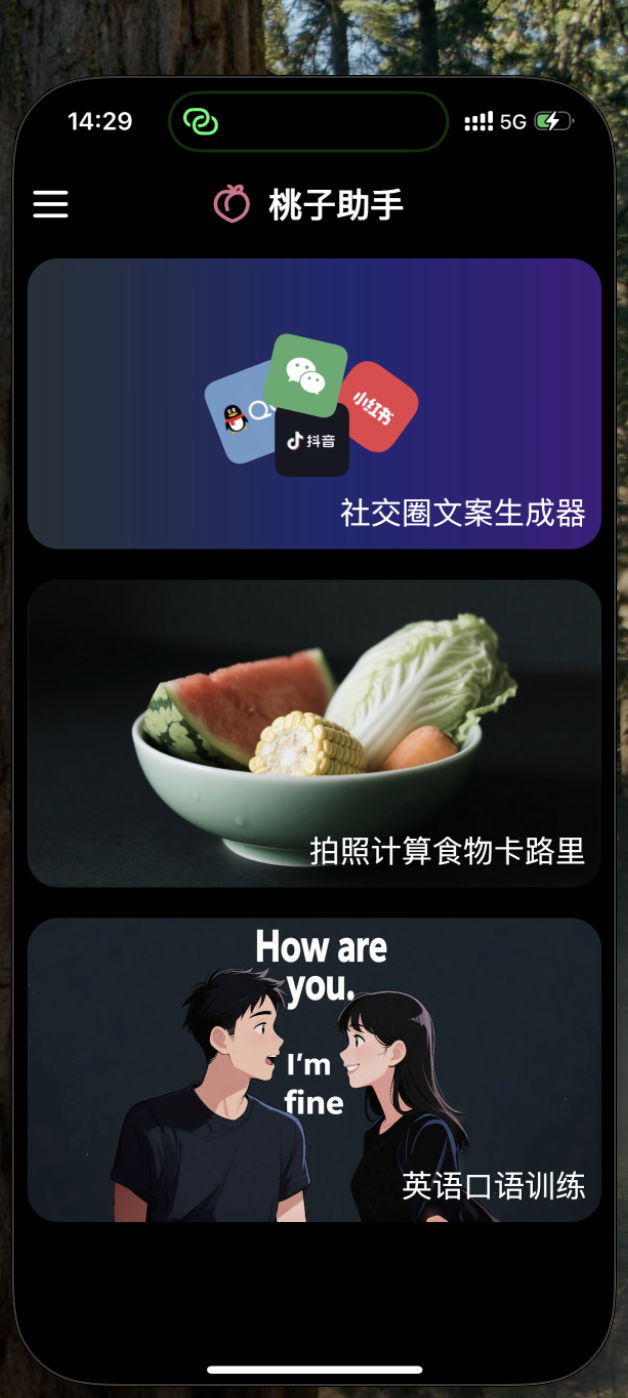 14:29
5G
桃子助手
小红书
抖音
社交圈文案生成器
拍照计算食物卡路里
How are
you.
I'm
fine
英语口语训练